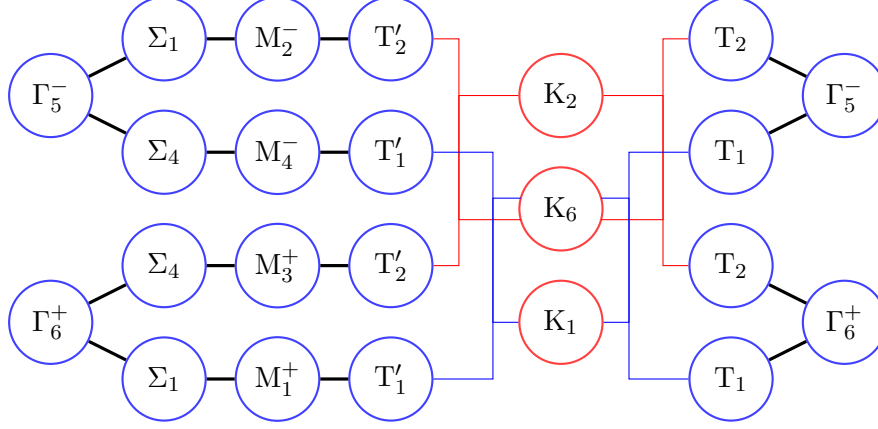 Σ₁ M₂⁻ T′₂ T₂
Γ₅⁻ K₂ Γ₅⁻
Σ₄ M₄⁻ T′₁ T₁
K₆
Σ₄ M₃⁺ T′₂ T₂
Γ₆⁺ K₁ Γ₆⁺
Σ₁ M₁⁺ T′₁ T₁